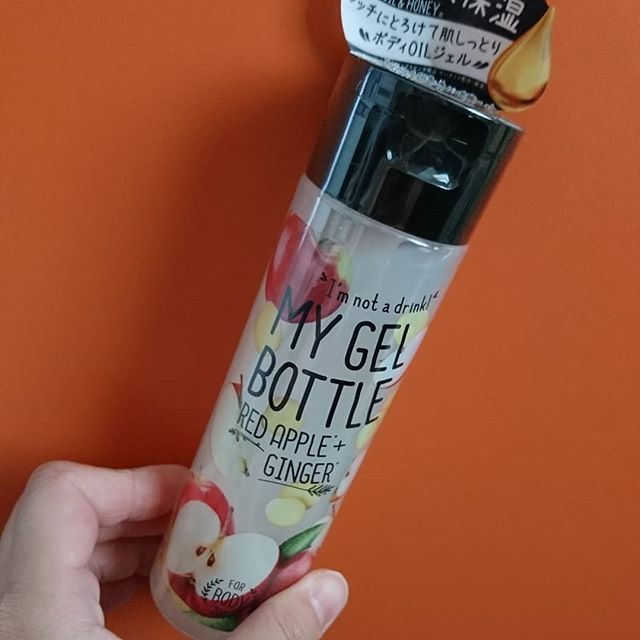 保湿
& HONEY
ッチにとろけて肌しっとり
ボディOILジェル
I'm not a drink!
MY GEL
BOTTLE
RED APPLE+
GINGER
FOR
BODY